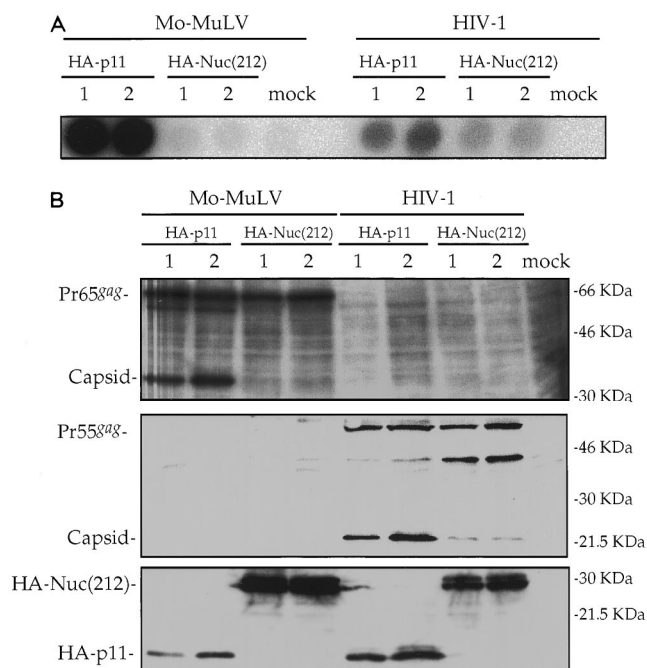 A
Mo-MuLV HIV-1
HA-p11 HA-Nuc(212) HA-p11 HA-Nuc(212)
1 2 1 2 mock 1 2 1 2 mock
B
Mo-MuLV HIV-1
HA-p11 HA-Nuc(212) HA-p11 HA-Nuc(212)
1 2 1 2 1 2 1 2 mock
Pr65gag- -66 KDa
-46 KDa
Capsid- -30 KDa
Pr55gag- -46 KDa
-30 KDa
Capsid- -21.5 KDa
HA-Nuc(212)- -30 KDa
-21.5 KDa
HA-p11-